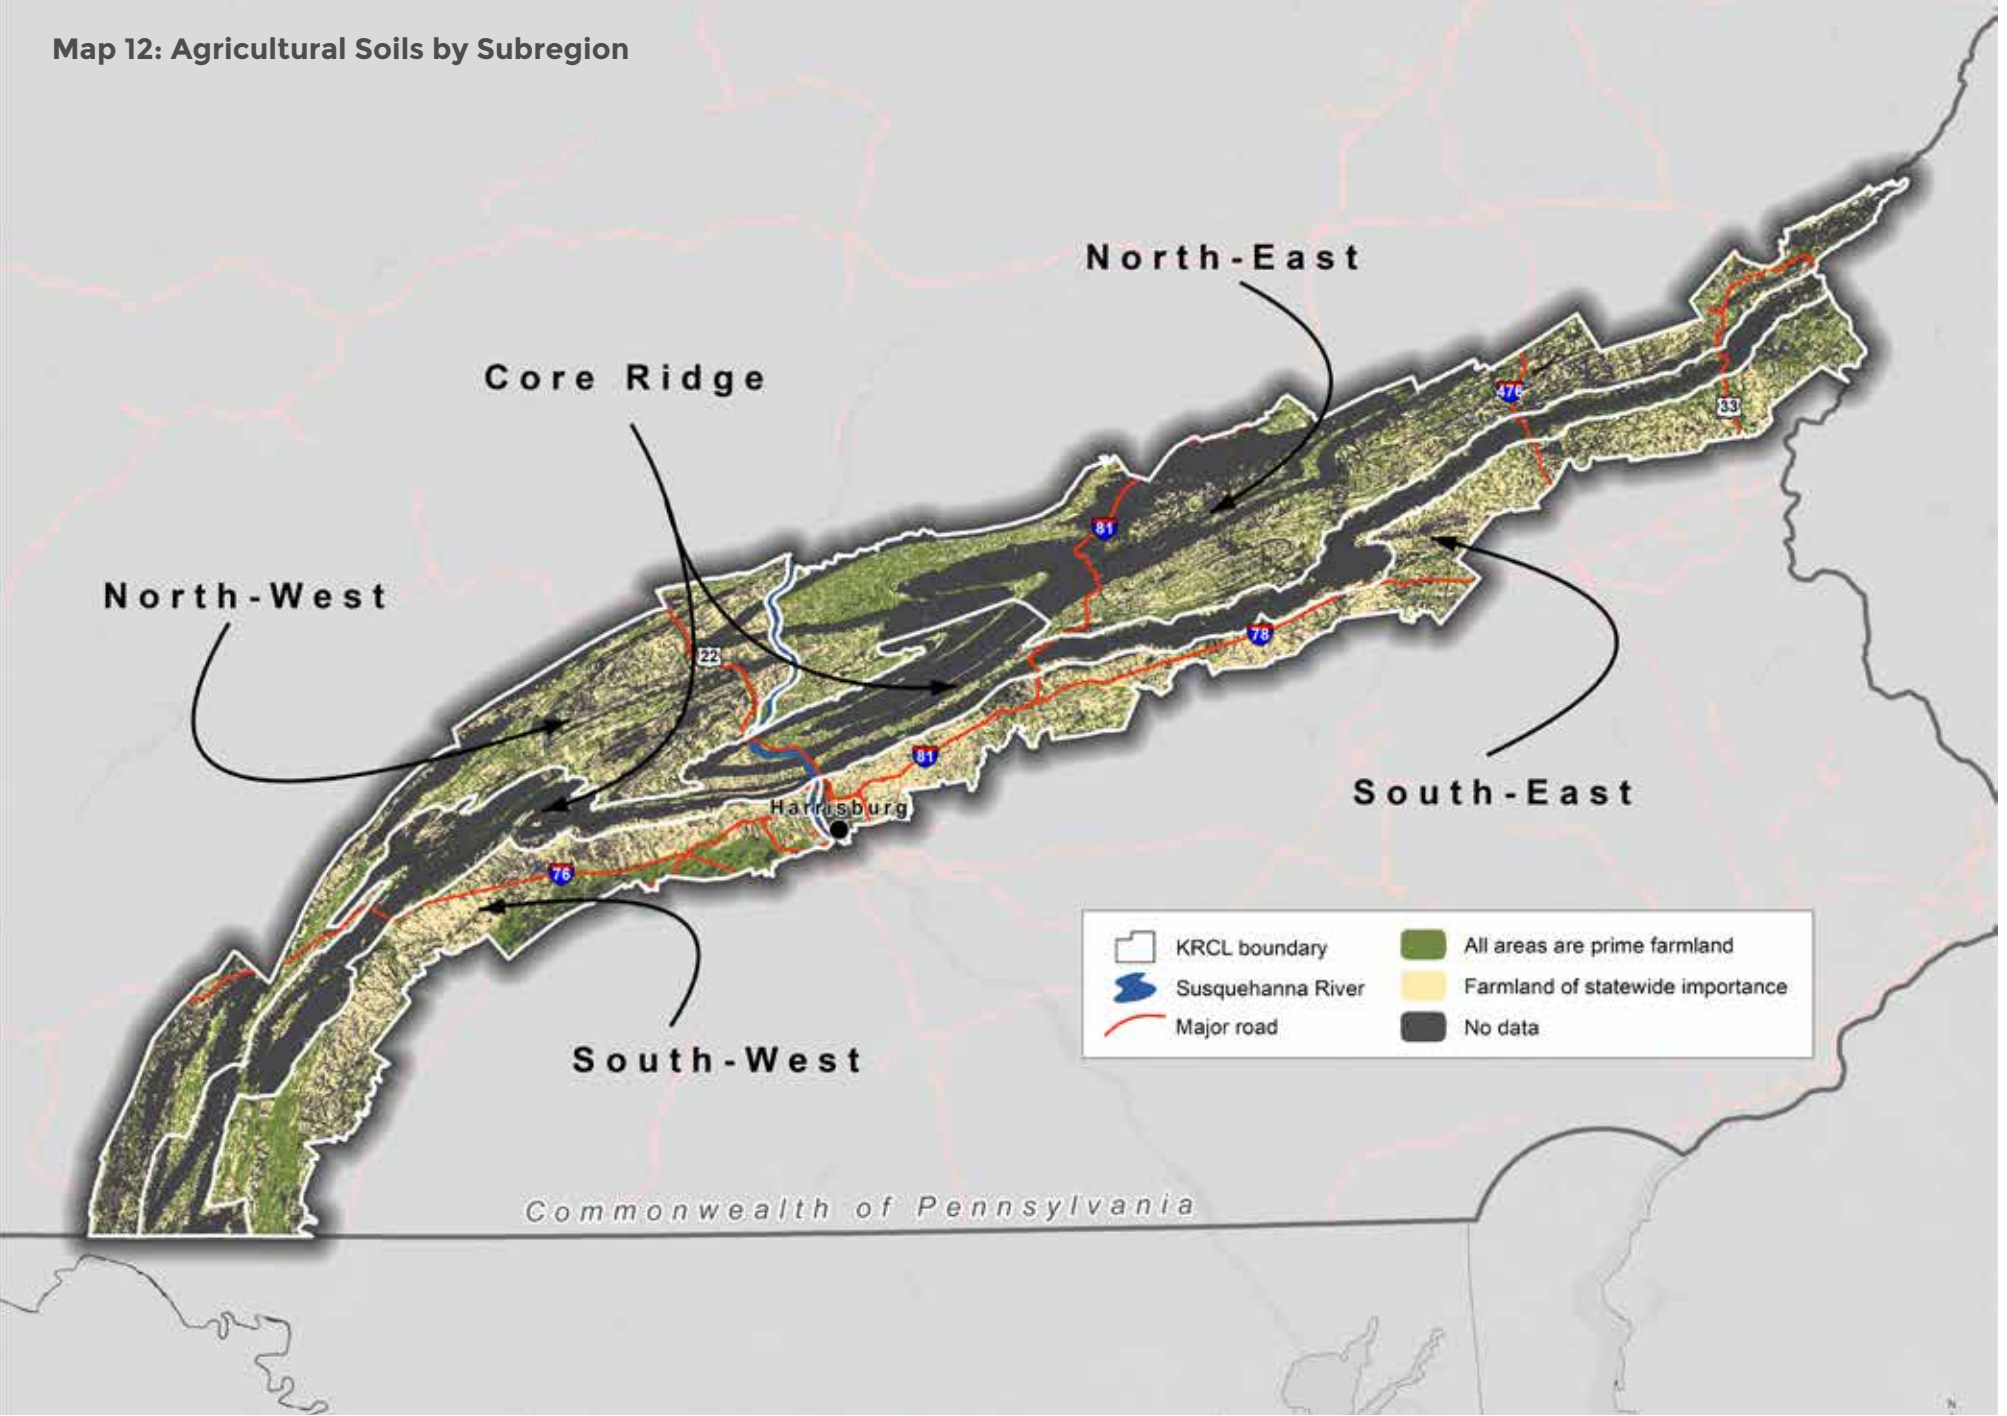 Map 12: Agricultural Soils by Subregion
North-East
Core Ridge
476
33
81
North-West
22
78
81
South-East
Harrisburg
76
KRCL boundary
All areas are prime farmland
Susquehanna River
Farmland of statewide importance
Major road
No data
South-West
Commonwealth of Pennsylvania
N